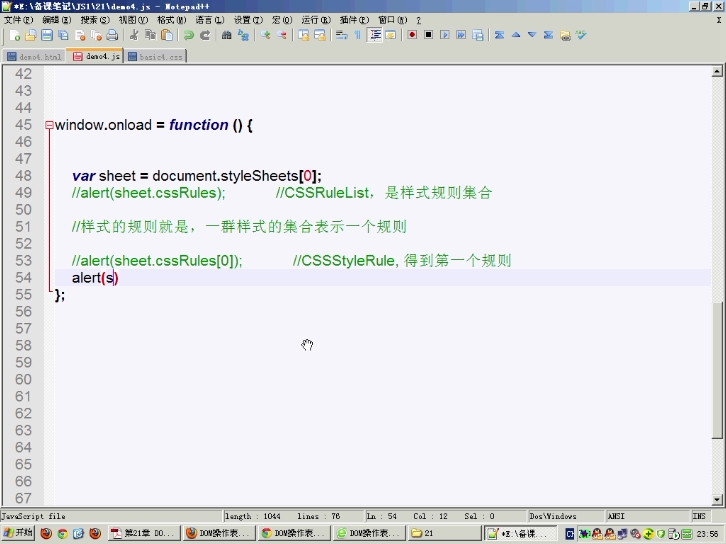 *E:\备课笔记\JS1\21\demo4.js - Notepad++
文件(F) 编辑(E) 搜索(S) 视图(V) 格式(M) 语言(L) 设置(T) 宏(O) 运行(R) 插件(P) 窗口(W) ? X
demo4.html demo4.js basic4.css
42
43
44
45 window.onload = function () {
46
47
48 var sheet = document.styleSheets[0];
49 //alert(sheet.cssRules); //CSSRuleList，是样式规则集合
50
51 //样式的规则就是，一群样式的集合表示一个规则
52
53 //alert(sheet.cssRules[0]); //CSSStyleRule, 得到第一个规则
54 alert(s)
55 };
56
57
58
59
60
61
62
63
64
65
66
67
JavaScript file length : 1044 lines : 76 Ln : 54 Col : 12 Sel : 0 Dos\Windows ANSI INS
开始 第21章 DO... DOM操作表... DOM操作表... DOM操作表... 21 *E:\备课... 23:56